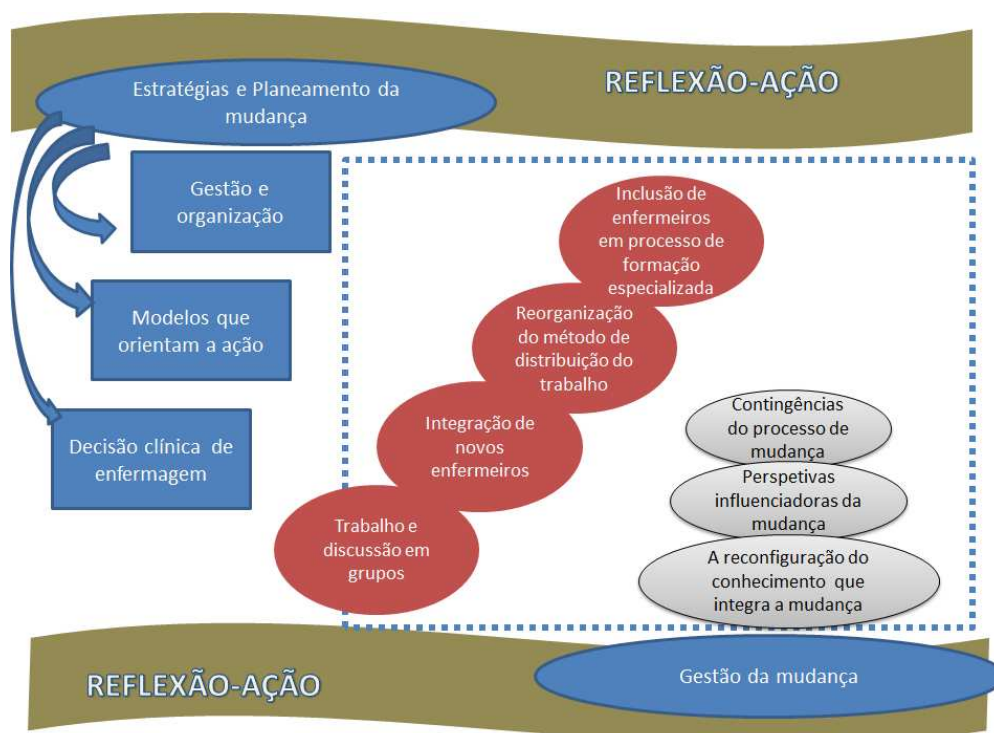 REFLEXÃO-AÇÃO
Estratégias e Planeamento da
mudança
Gestão e
organização
Modelos que
orientam a ação
Decisão clínica de
enfermagem
Inclusão de
enfermeiros
em processo de
formação
especializada
Reorganização
do método de
distribuição do
trabalho
Integração de
novos
enfermeiros
Trabalho e
discussão em
grupos
Contingências
do processo de
mudança
Perspetivas
influenciadoras da
mudança
A reconfiguração do
conhecimento que
integra a mudança
Gestão da mudança
REFLEXÃO-AÇÃO